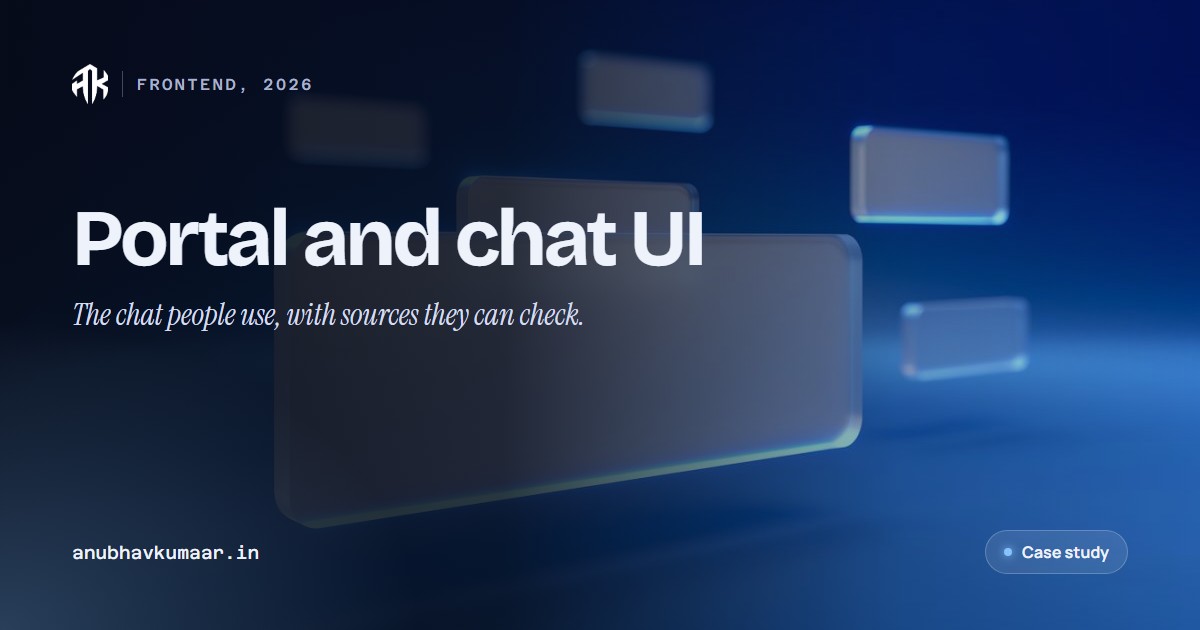 AK
FRONTEND, 2026
Portal and chat UI
The chat people use, with sources they can check.
anubhavkumaar.in
Case study